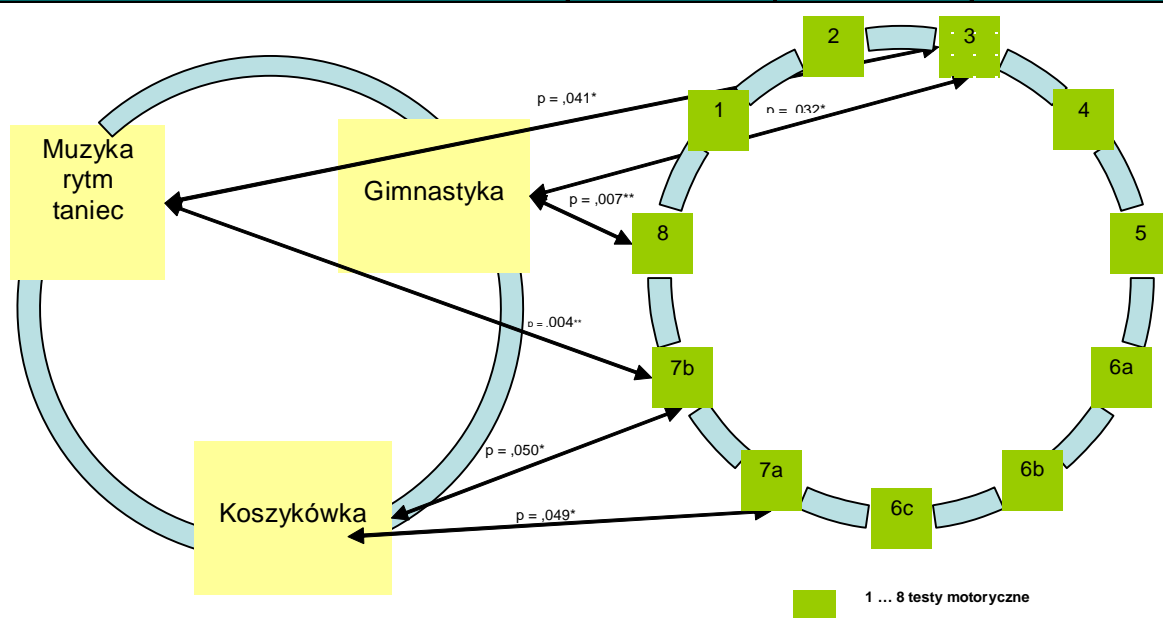 2
3
p = ,041*
p = ,032*
1
4
Muzyka
rytm
taniec
Gimnastyka
p = ,007**
8
5
p = .004**
7b
6a
p = ,050*
7a
6b
Koszykówka
p = ,049*
6c
1 ... 8 testy motoryczne